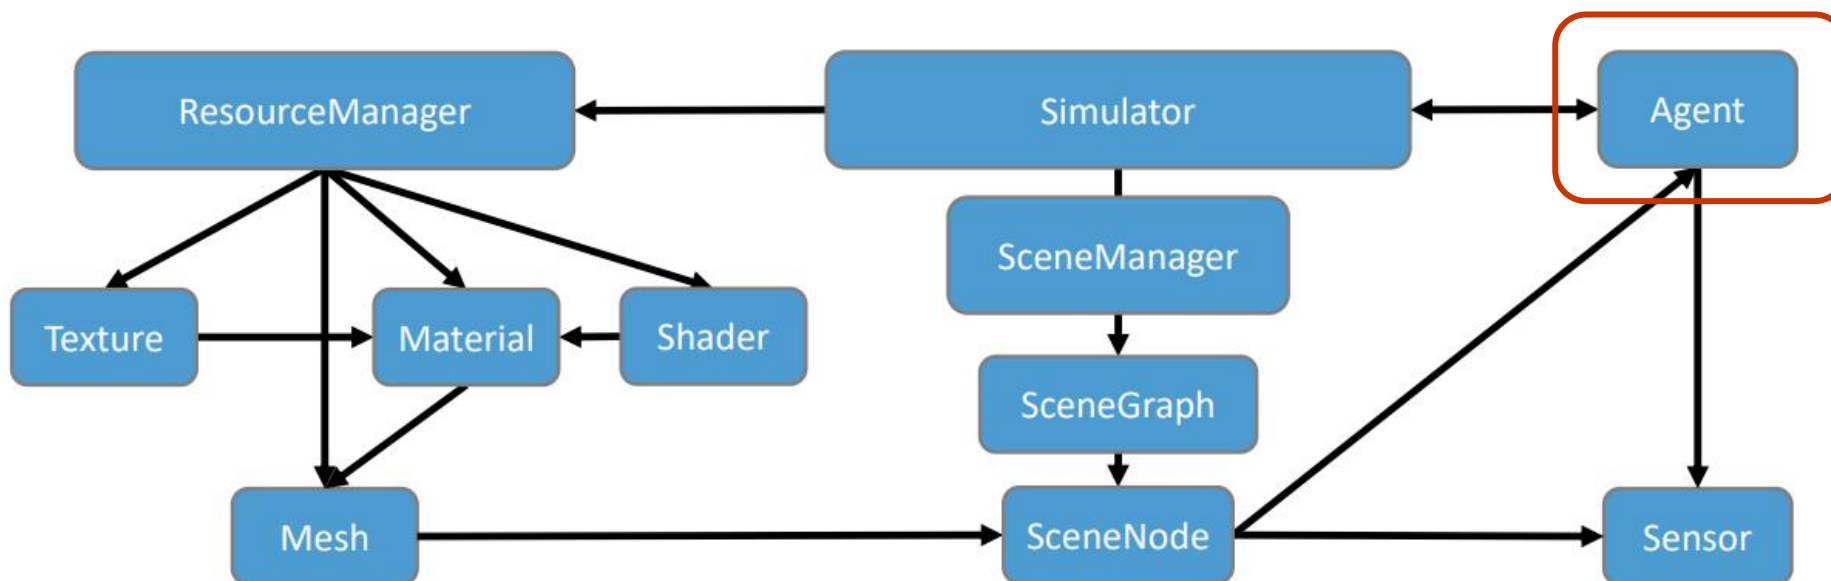 ResourceManager
Simulator
Agent
SceneManager
Texture
Material
Shader
SceneGraph
Mesh
SceneNode
Sensor